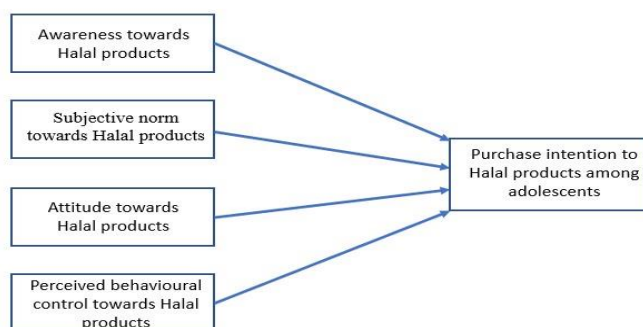 Awareness towards
Halal products
Subjective norm
towards Halal products
Attitude towards
Halal products
Perceived behavioural
control towards Halal
products
Purchase intention to
Halal products among
adolescents